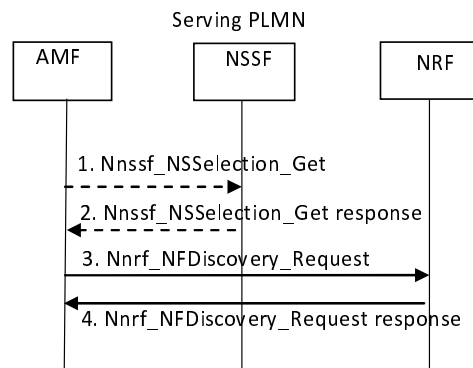 Serving PLMN
AMF
NSSF
NRF
1. Nnssf_NSSelection_Get
2. Nnssf_NSSelection_Get response
3. Nnrf_NFDiscovery_Request
4. Nnrf_NFDiscovery_Request response